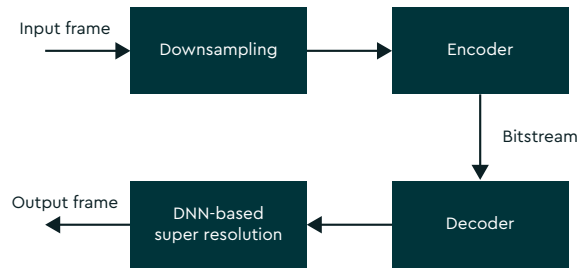 Input frame
Downsampling
Encoder
Bitstream
Output frame
DNN-based
super resolution
Decoder